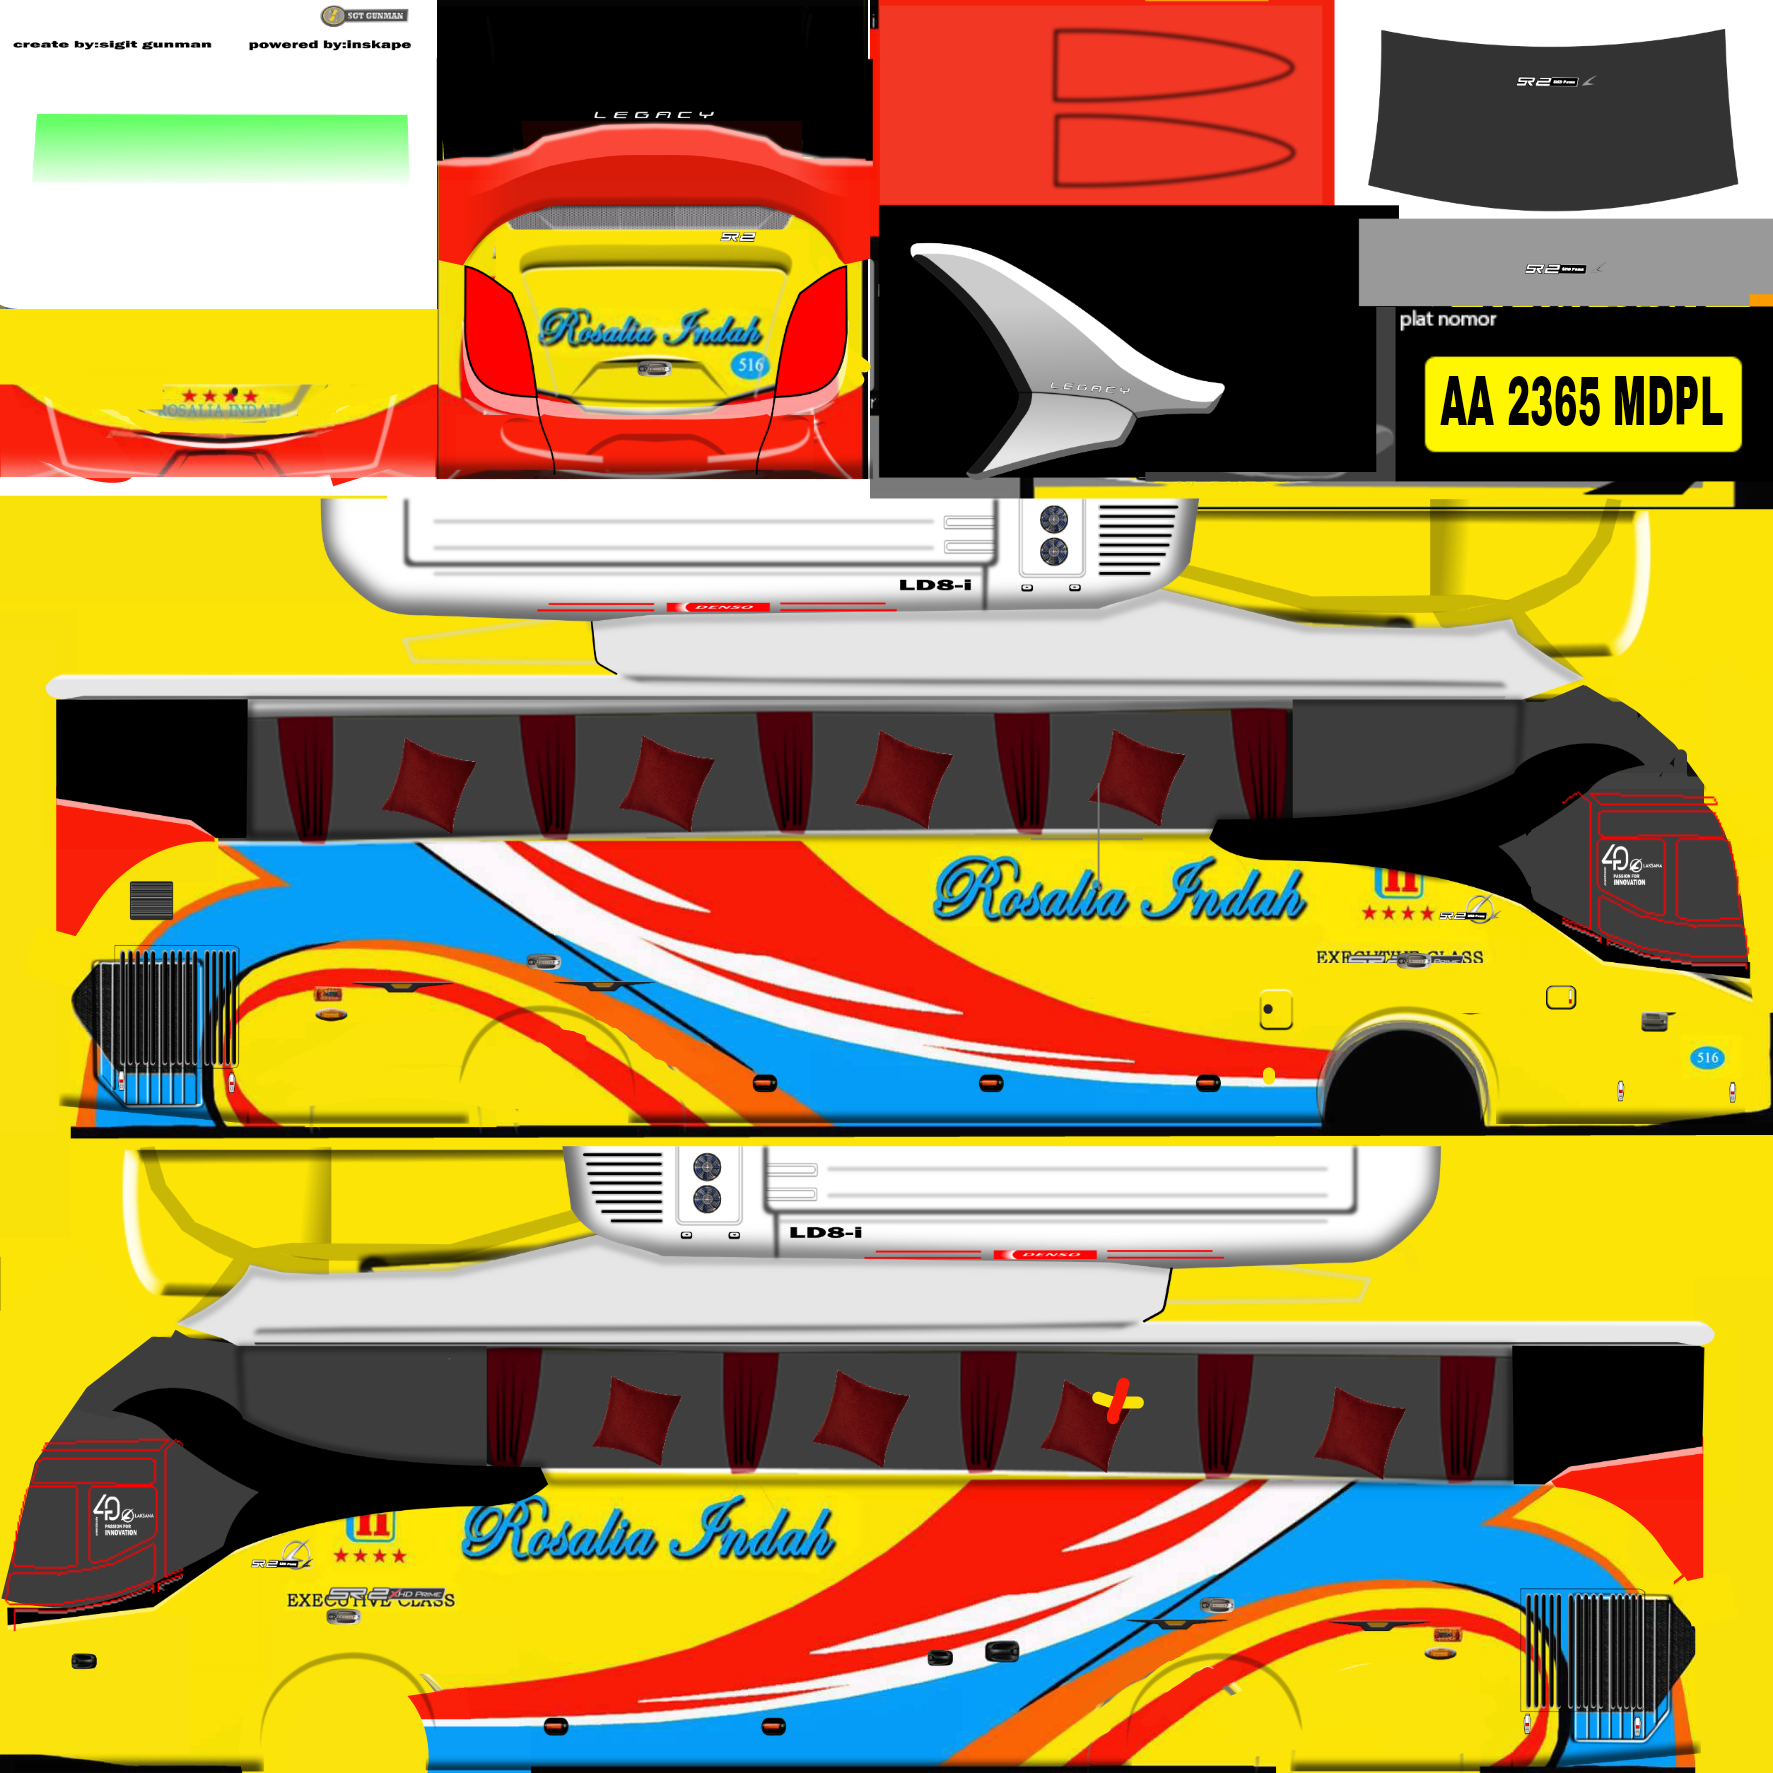 SGT GUNMAN
create by:sigit gunman
powered by:inskape
LEGACY
SR2
Rosalia Indah
516
ROSALIA INDAH
LEGACY
SR2
SR2
plat nomor
AA 2365 MDPL
LD8-i
DENSO
Rosalia Indah
SR2
EXECUTIVE CLASS
40
LAKSANA
PASSION FOR
INNOVATION
516
LD8-i
DENSO
40
LAKSANA
PASSION FOR
INNOVATION
Rosalia Indah
SR2
SR2 XHD PRIME
EXECUTIVE CLASS